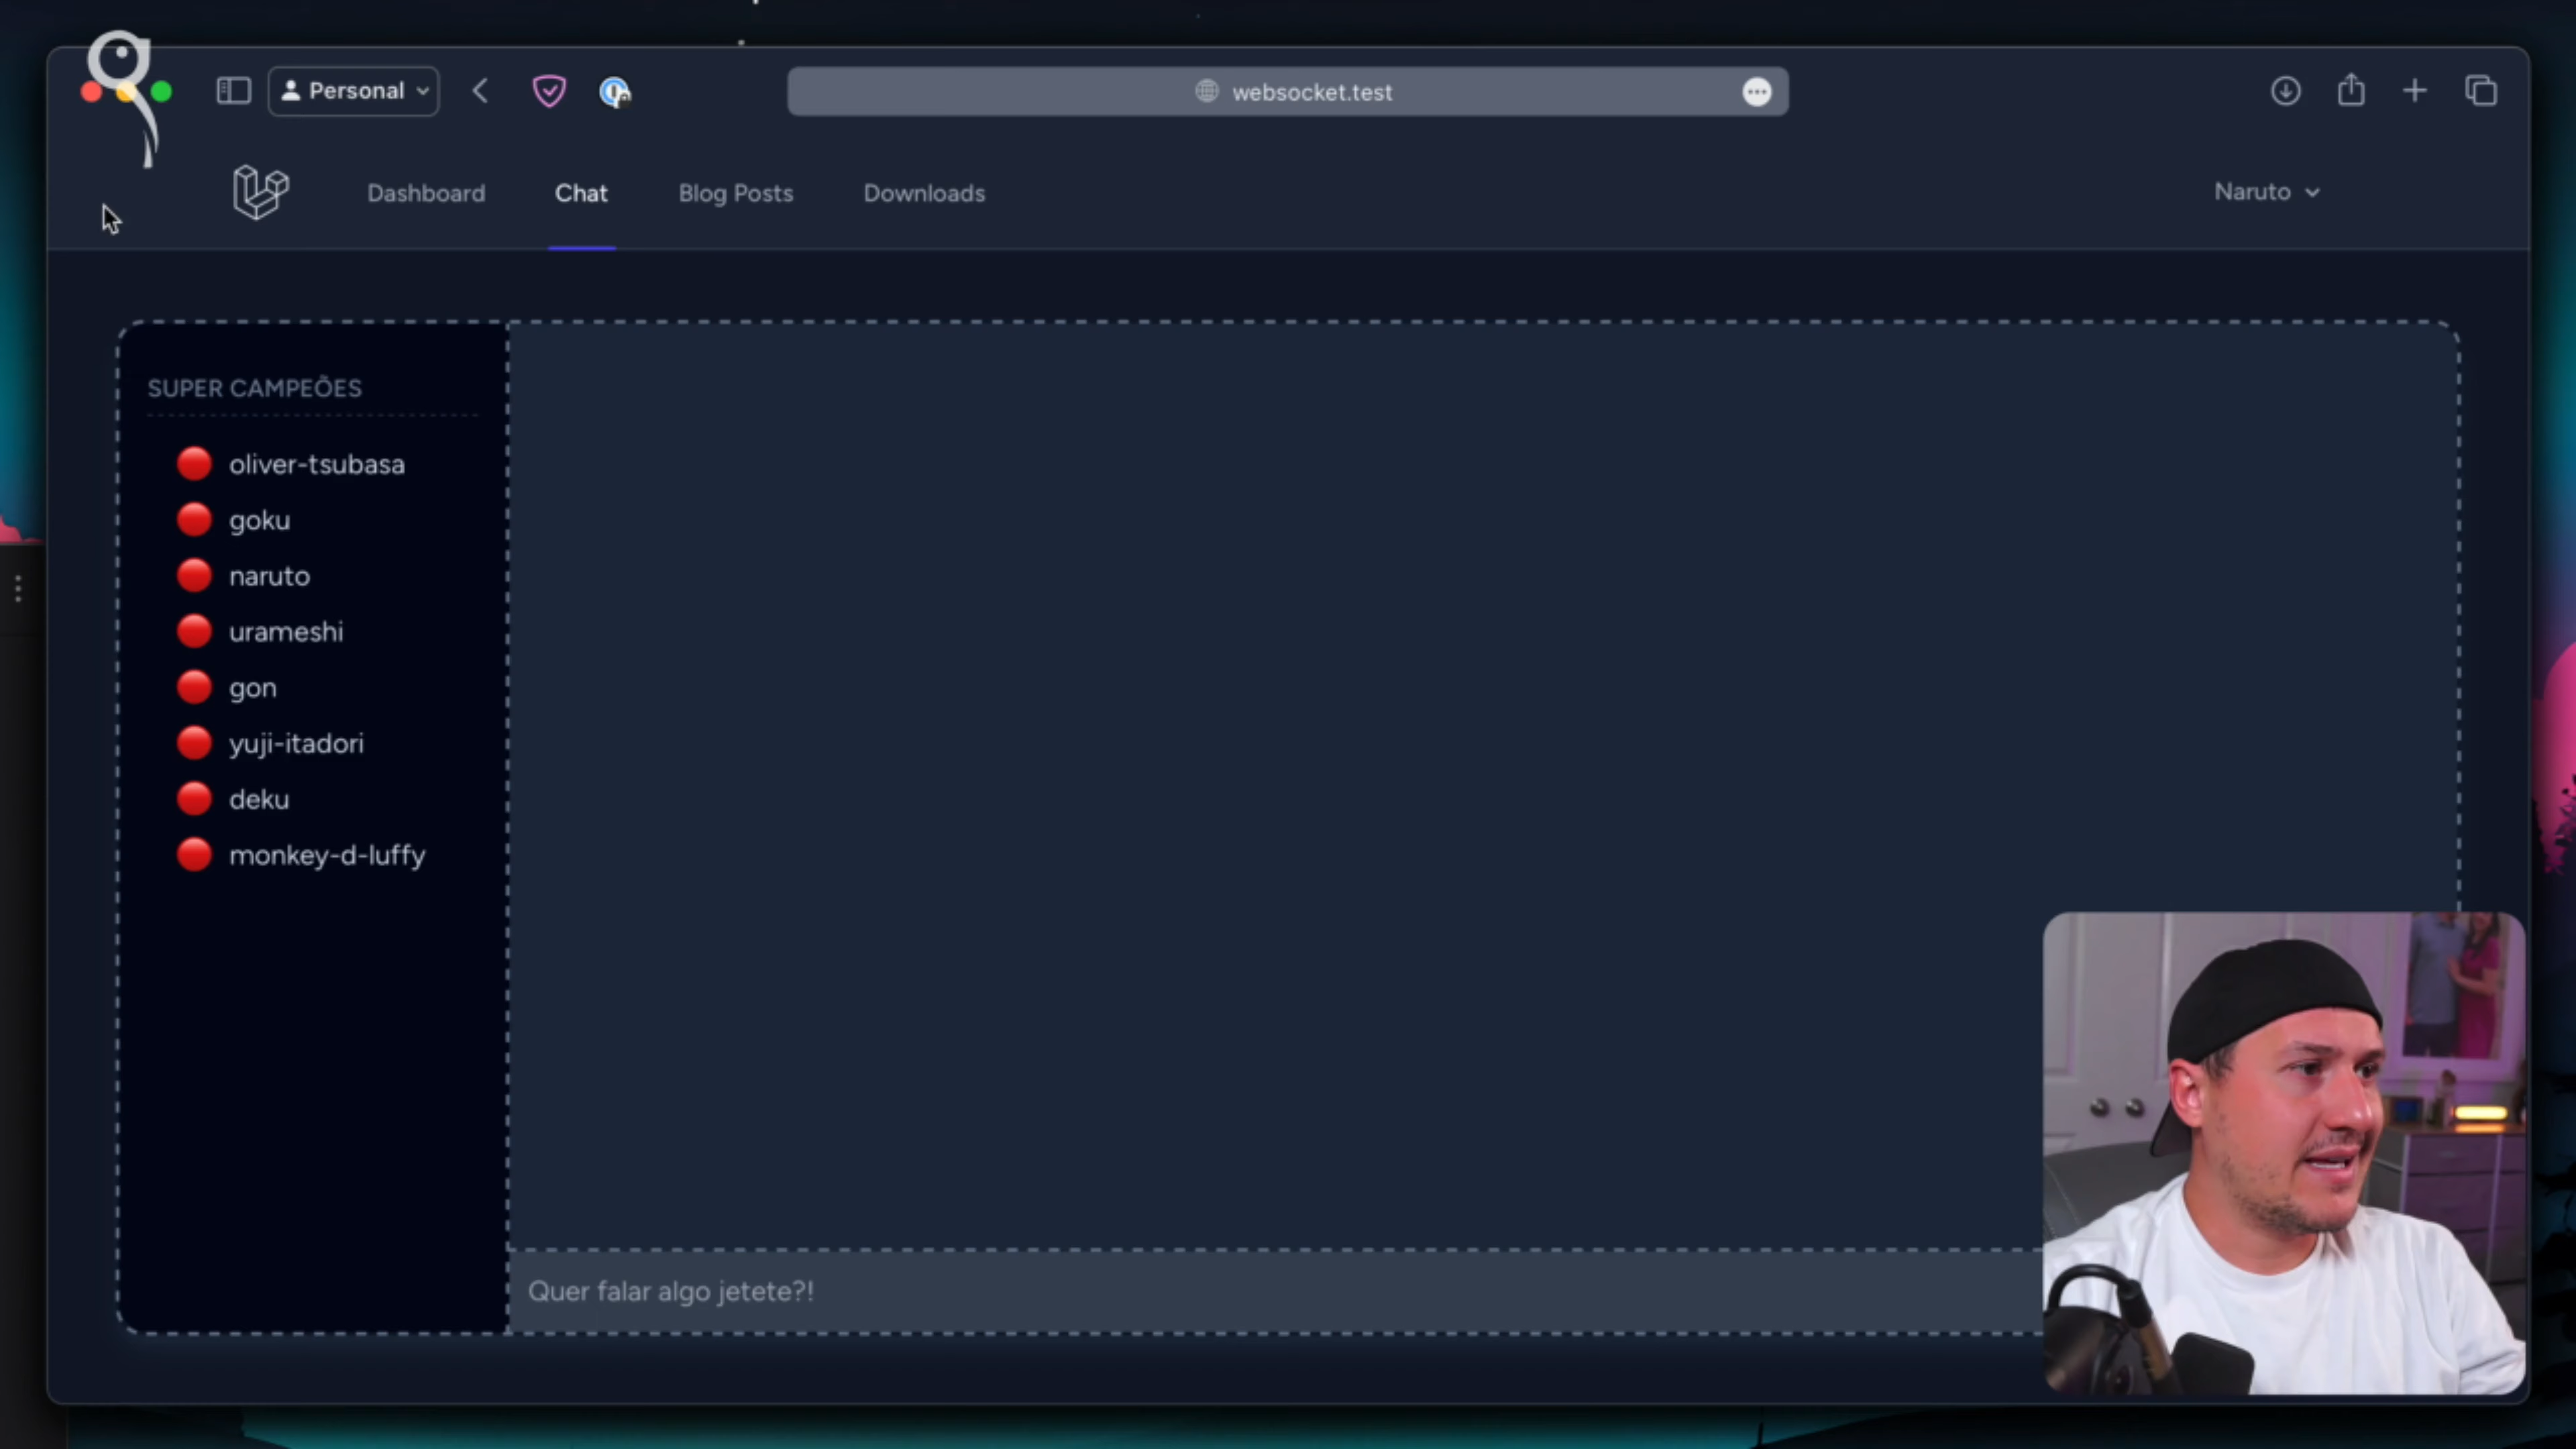 Personal
websocket.test
Dashboard
Chat
Blog Posts
Downloads
Naruto
SUPER CAMPEÕES
oliver-tsubasa
goku
naruto
urameshi
gon
yuji-itadori
deku
monkey-d-luffy
Quer falar algo jetete?!